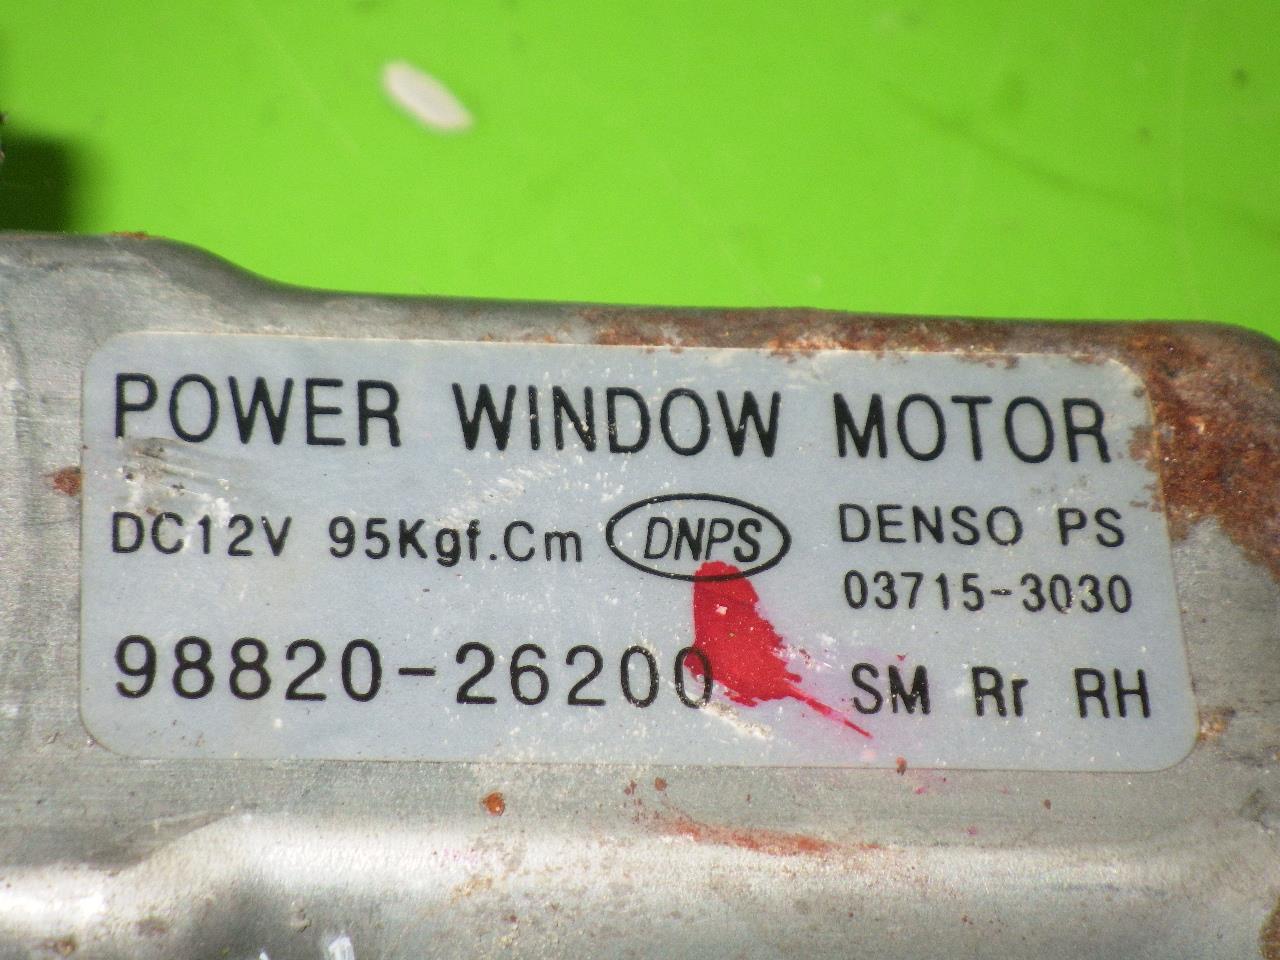 POWER WINDOW MOTOR
DC12V 95Kgf.Cm DNPS DENSO PS
03715-3030
98820-26200 SM Rr RH